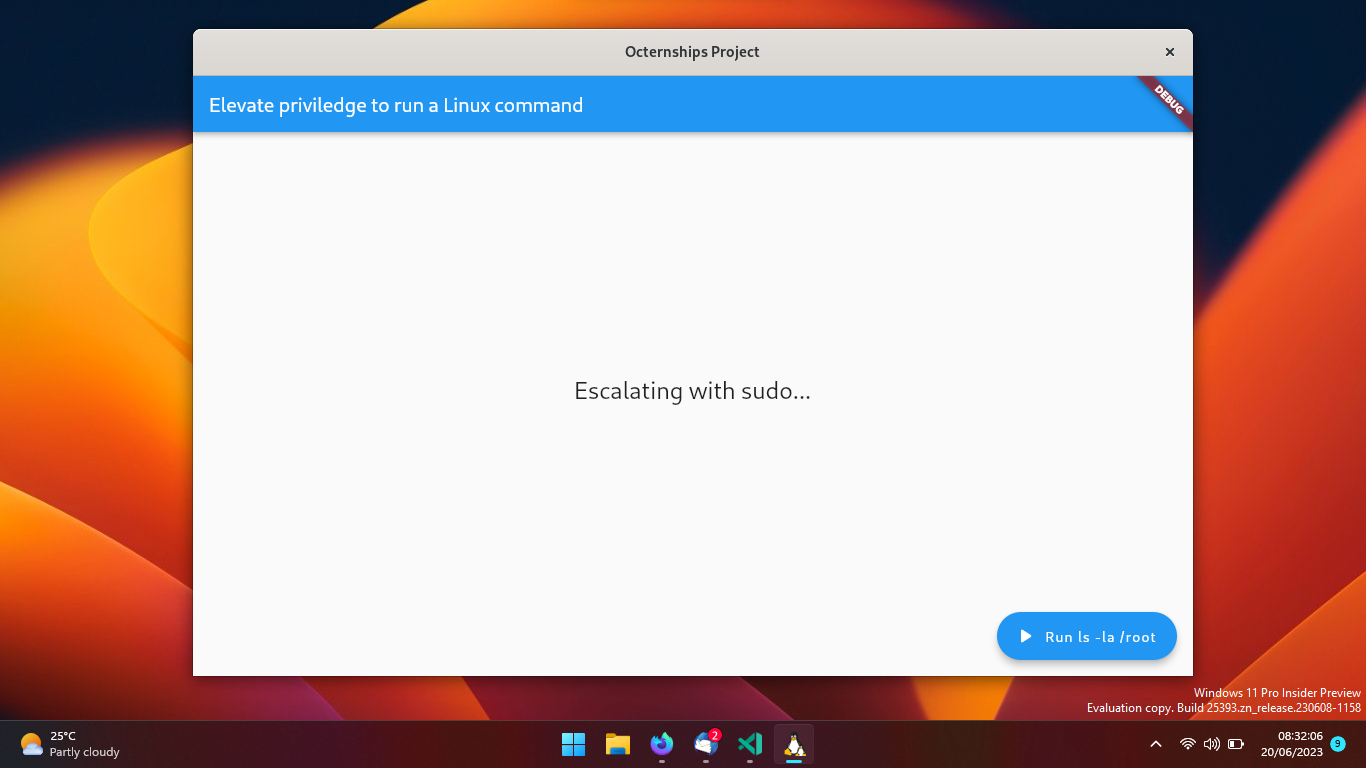 Octernships Project
Elevate priviledge to run a Linux command
DEBUG
Escalating with sudo...
Run ls -la /root
Windows 11 Pro Insider Preview
Evaluation copy. Build 25393.zn_release.230608-1158
25°C
Partly cloudy
2
08:32:06
20/06/2023
9